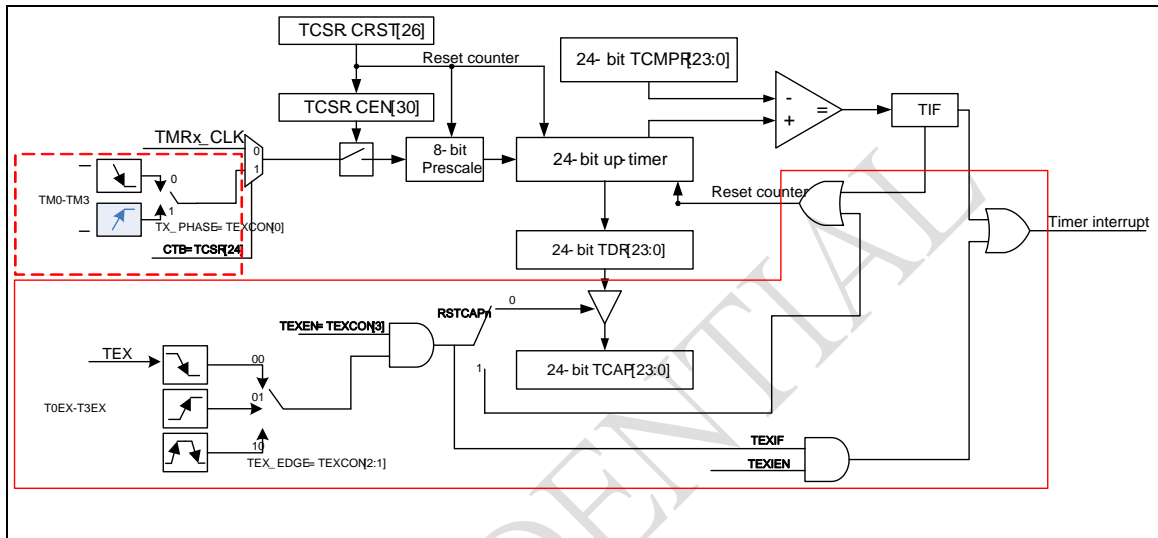 TCSR. CRST[26]
Reset counter
24- bit TCMPR[23:0]
TCSR. CEN[30]
TMRx_CLK
0
1
8-bit
Prescale
24- bit up-timer
-
+
=
TIF
TM0-TM3
0
1
TX_PHASE= TEXCON[0]
CTB= TCSR[24]
Reset counter
Timer interrupt
24- bit TDR[23:0]
RSTCAPn
0
1
TEXEN= TEXCON[3]
24- bit TCAP[23:0]
TEX
00
T0EX-T3EX
01
10
TEX_EDGE= TEXCON[2:1]
TEXIF
TEXIEN
DENTIAL